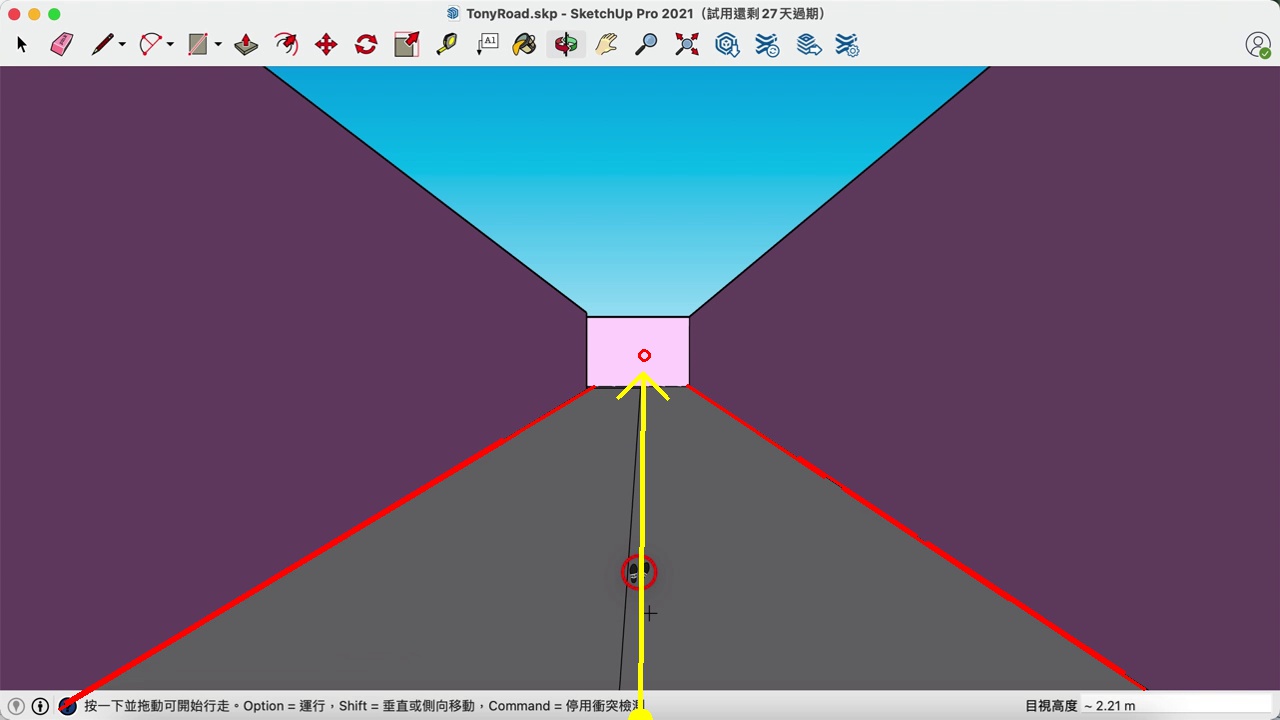 TonyRoad.skp - SketchUp Pro 2021（試用還剩 27 天過期）
A1
按一下並拖動可開始行走。Option = 運行，Shift = 垂直或側向移動，Command = 停用衝突檢測
目視高度 ~ 2.21 m